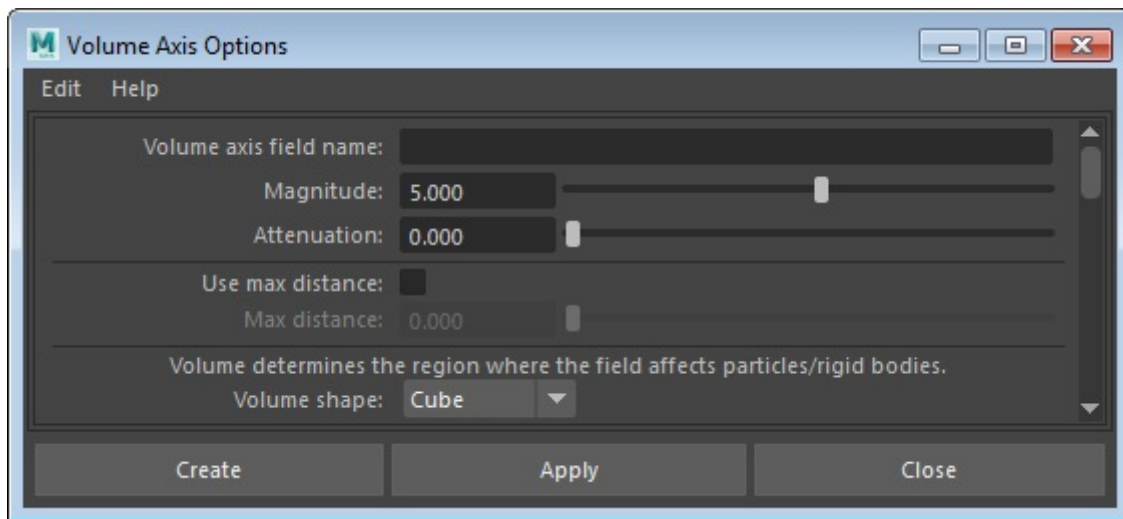 Volume Axis Options
Edit Help
Volume axis field name:
Magnitude: 5.000
Attenuation: 0.000
Use max distance:
Max distance: 0.000
Volume determines the region where the field affects particles/rigid bodies.
Volume shape: Cube
Create Apply Close